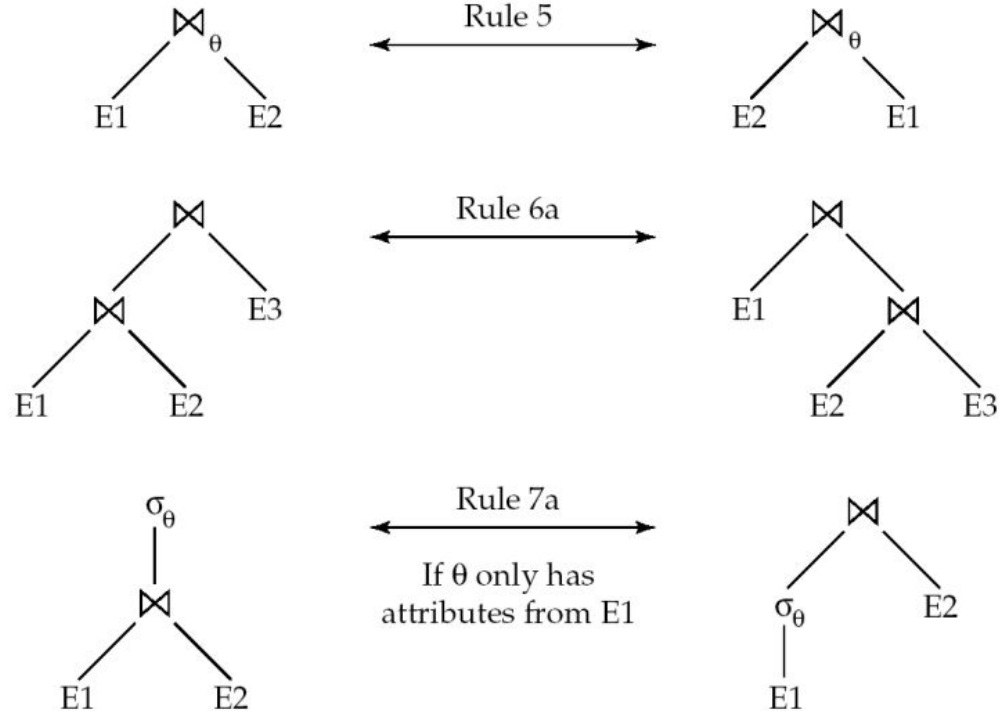 ⋈θ Rule 5 ⋈θ
E1 E2 E2 E1
⋈ Rule 6a ⋈
⋈ E3 E1 ⋈
E1 E2 E2 E3
σθ Rule 7a ⋈
If θ only has
attributes from E1
⋈ σθ E2
E1 E2 E1